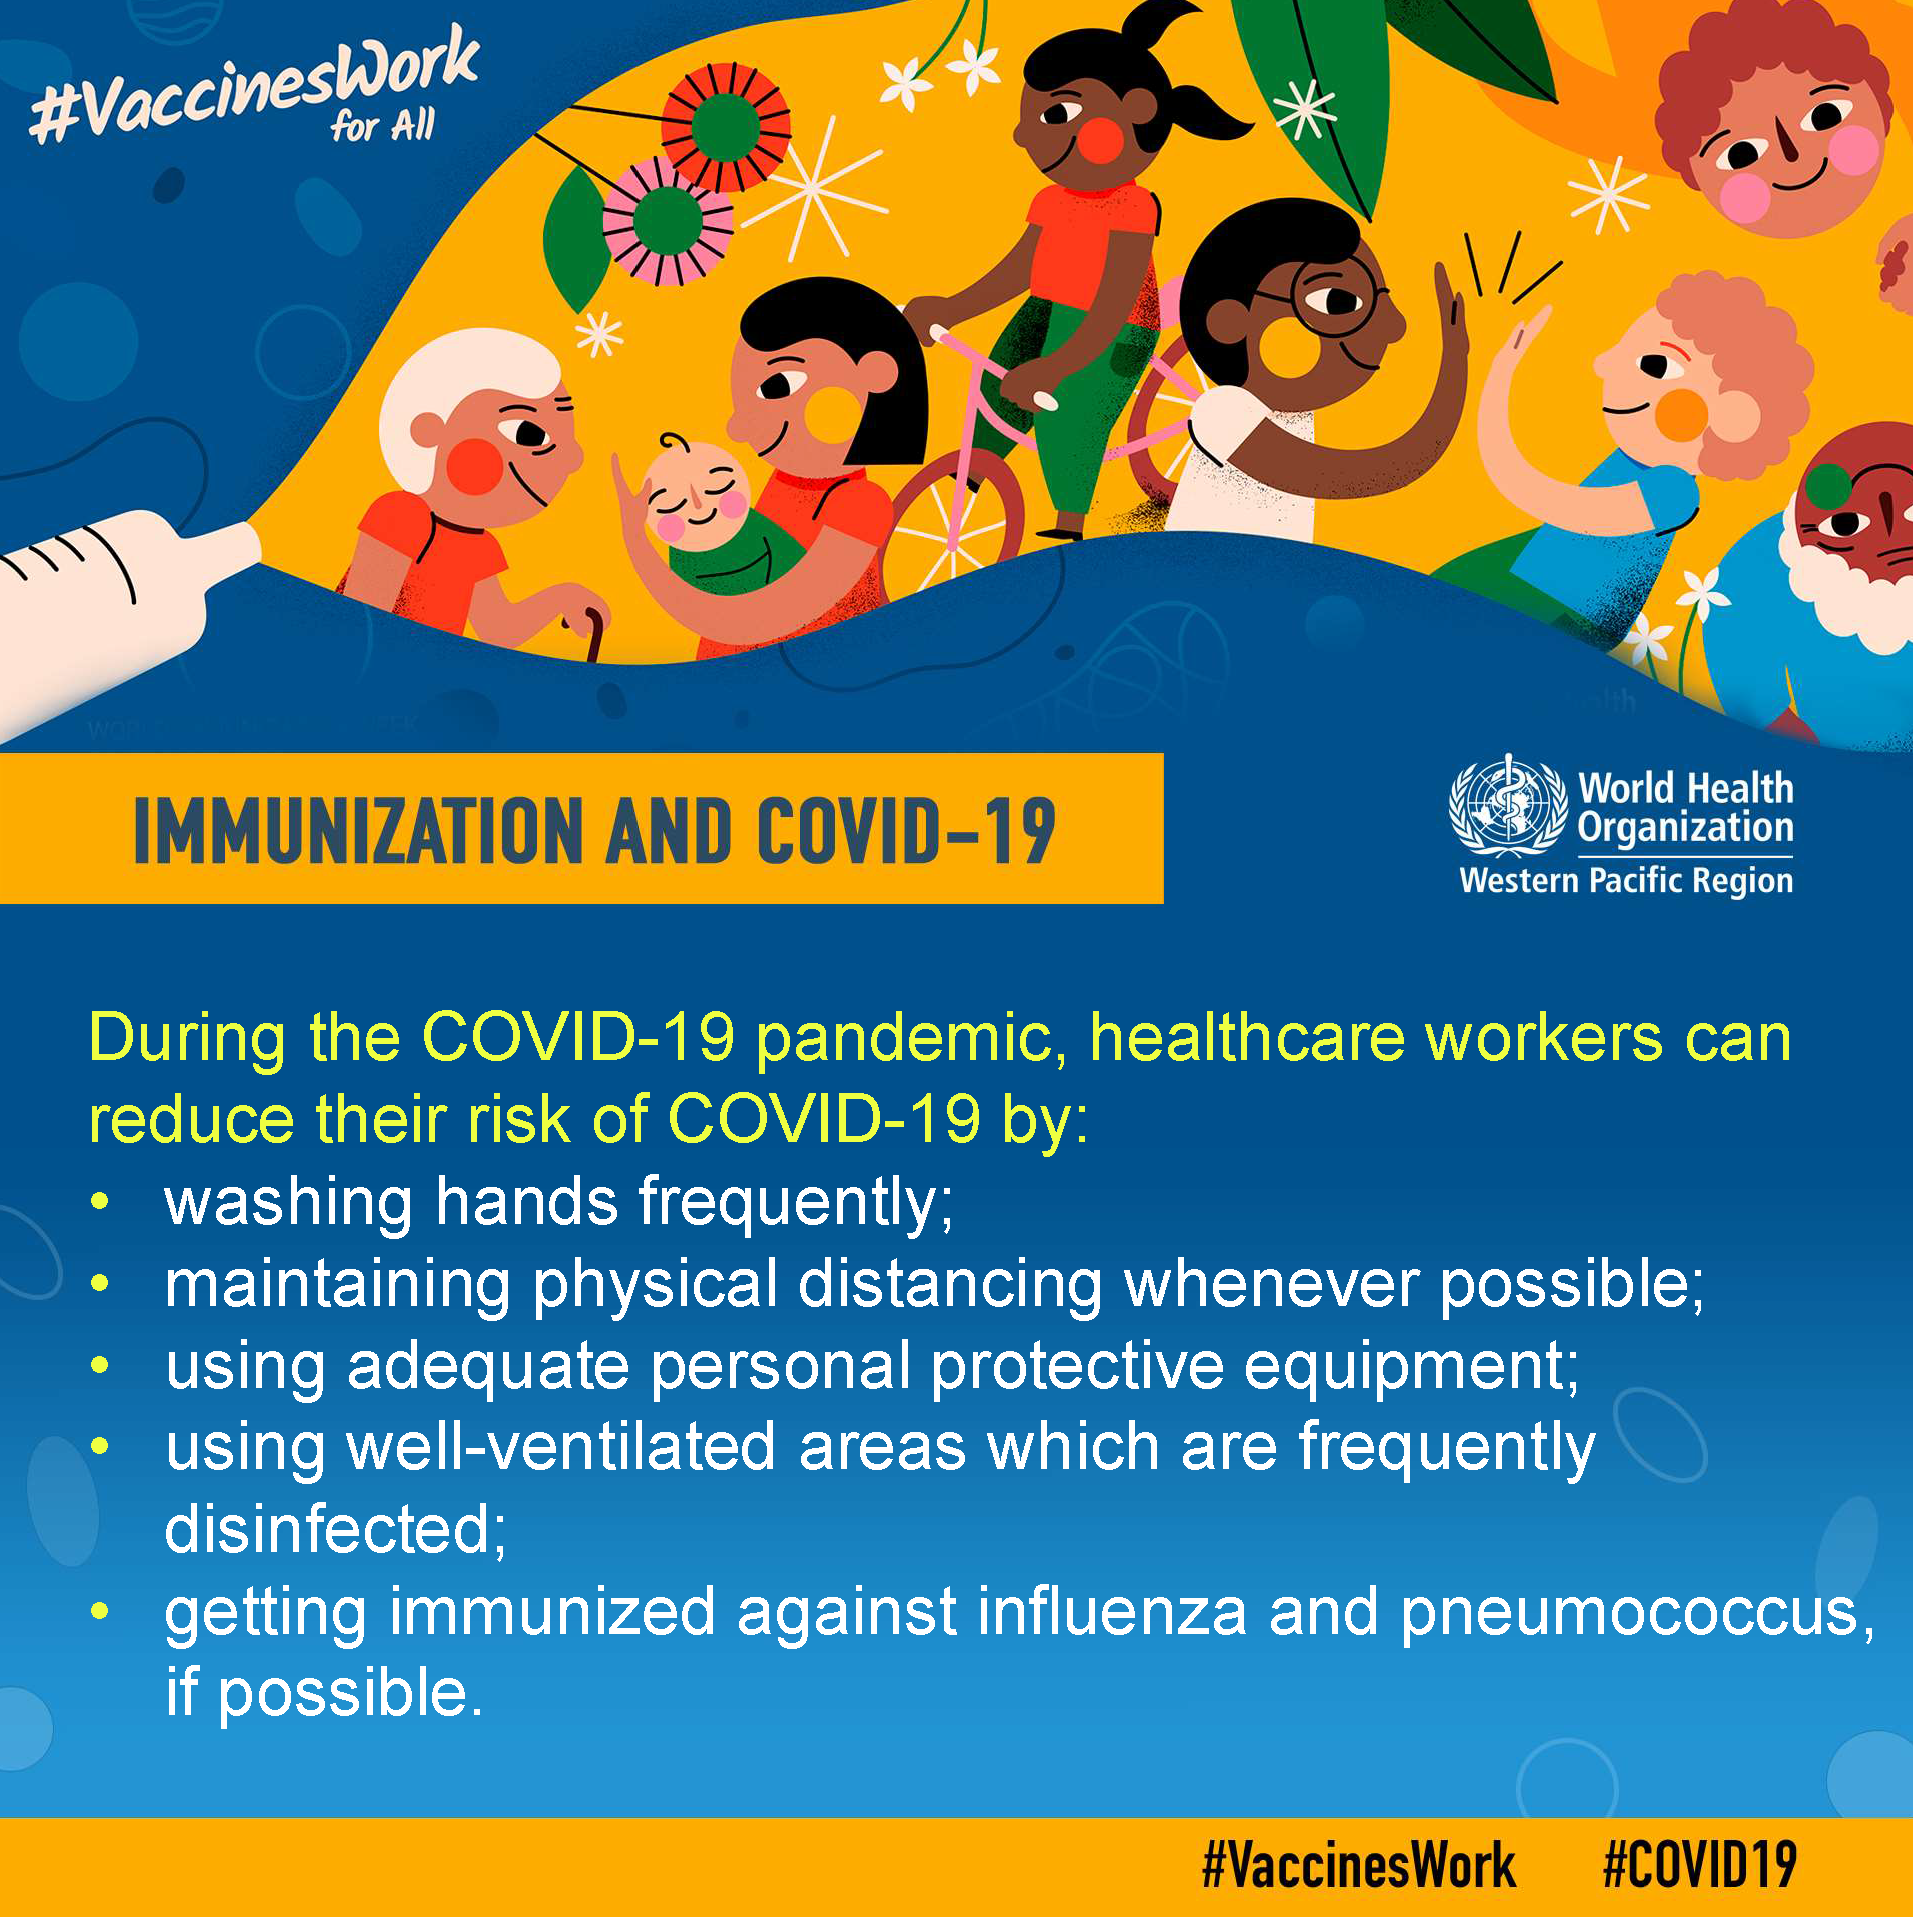 #VaccinesWork
for All
IMMUNIZATION AND COVID-19
World Health
Organization
Western Pacific Region
During the COVID-19 pandemic, healthcare workers can
reduce their risk of COVID-19 by:
• washing hands frequently;
• maintaining physical distancing whenever possible;
• using adequate personal protective equipment;
• using well-ventilated areas which are frequently
disinfected;
• getting immunized against influenza and pneumococcus,
if possible.
#VaccinesWork #COVID19